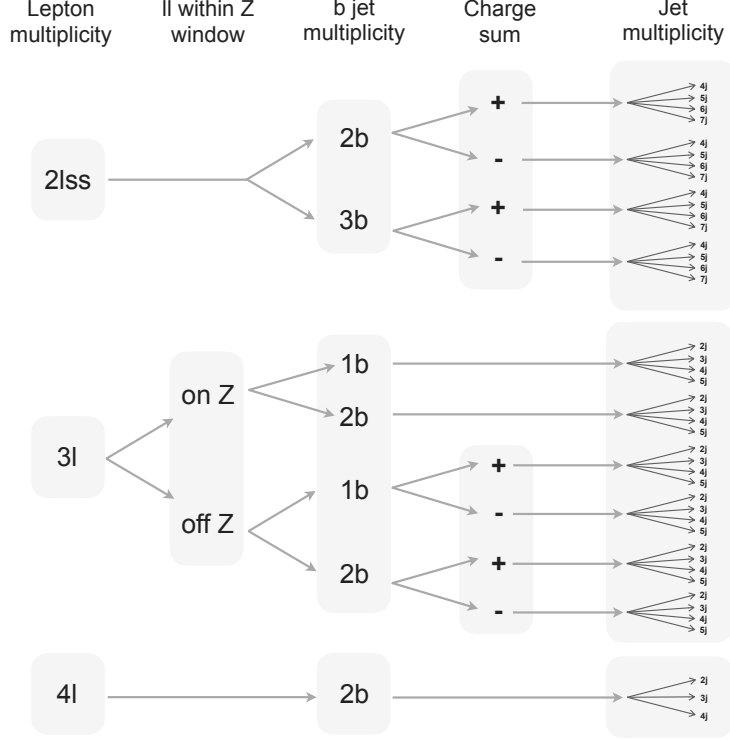 Lepton
multiplicity
ll within Z
window
b jet
multiplicity
Charge
sum
Jet
multiplicity
2lss
2b
3b
+
-
+
-
4j
5j
6j
7j
4j
5j
6j
7j
4j
5j
6j
7j
4j
5j
6j
7j
3l
on Z
off Z
1b
2b
1b
2b
+
-
+
-
2j
3j
4j
5j
2j
3j
4j
5j
2j
3j
4j
5j
2j
3j
4j
5j
2j
3j
4j
5j
2j
3j
4j
5j
4l
2b
2j
3j
4j